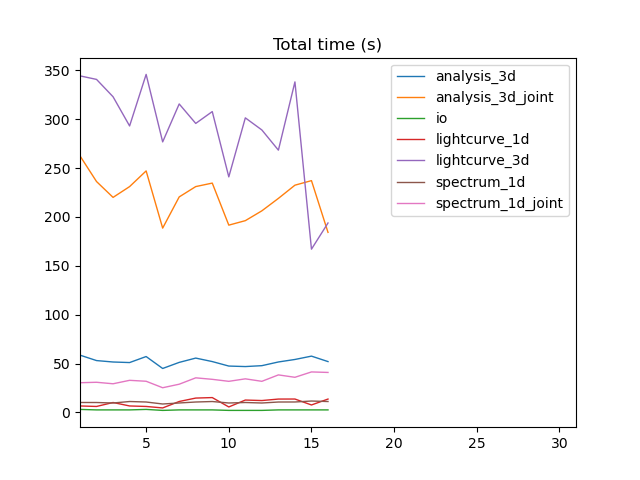 Total time (s)
350
300
250
200
150
100
50
0
5
10
15
20
25
30
analysis_3d
analysis_3d_joint
io
lightcurve_1d
lightcurve_3d
spectrum_1d
spectrum_1d_joint